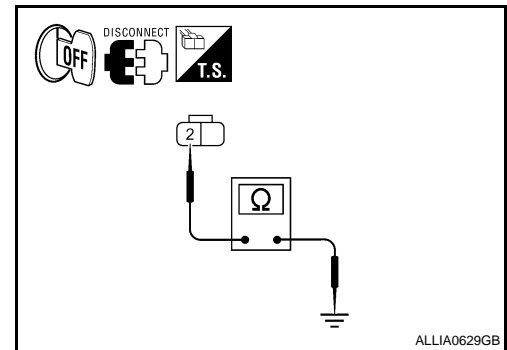 DISCONNECT
OFF
T.S.
2
Ω
ALLIA0629GB